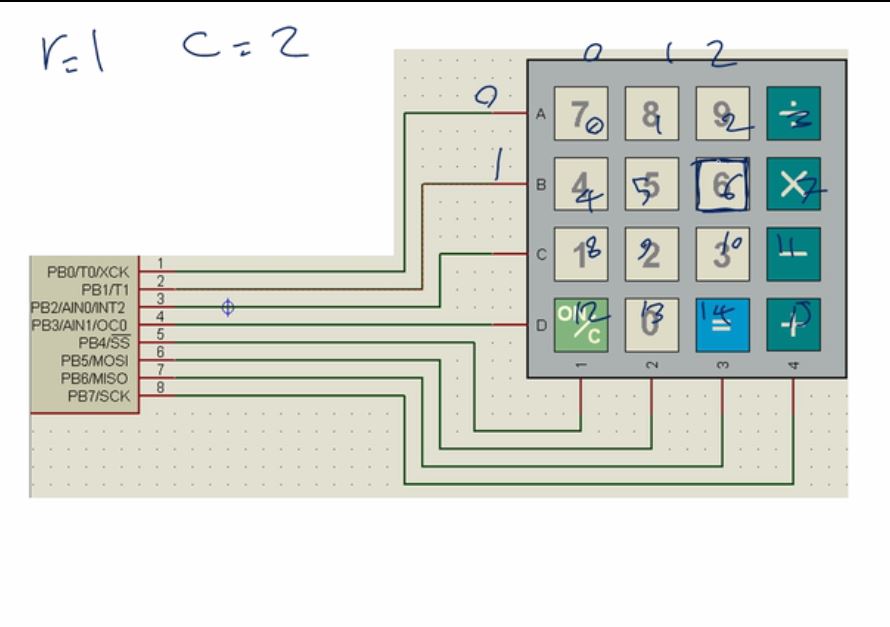 r=1 C=2
0 1 2
0 A 7 0 8 1 9 2 ÷ 3
1 B 4 4 5 5 6 6 × 7
C 1 8 2 9 3 10 - 11
D ON/C 12 0 13 = 14 + 15
1 2 3 4
PB0/T0/XCK 1
PB1/T1 2
PB2/AIN0/INT2 3
PB3/AIN1/OC0 4
PB4/SS 5
PB5/MOSI 6
PB6/MISO 7
PB7/SCK 8